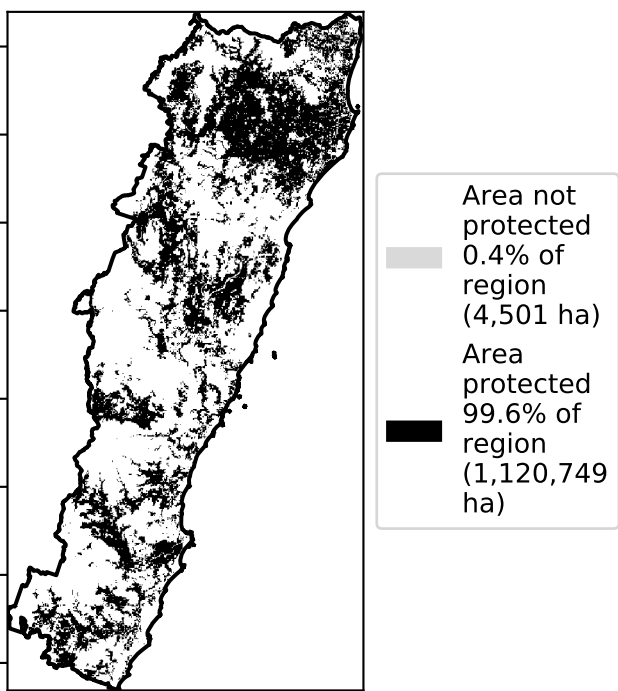 Area not
protected
0.4% of
region
(4,501 ha)
Area
protected
99.6% of
region
(1,120,749
ha)